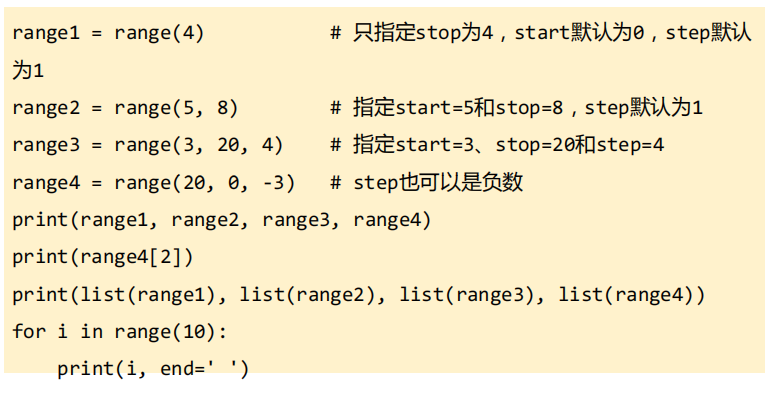 range1 = range(4)           # 只指定stop为4，start默认为0，step默认
为1
range2 = range(5, 8)        # 指定start=5和stop=8，step默认为1
range3 = range(3, 20, 4)    # 指定start=3、stop=20和step=4
range4 = range(20, 0, -3)   # step也可以是负数
print(range1, range2, range3, range4)
print(range4[2])
print(list(range1), list(range2), list(range3), list(range4))
for i in range(10):
    print(i, end=' ')